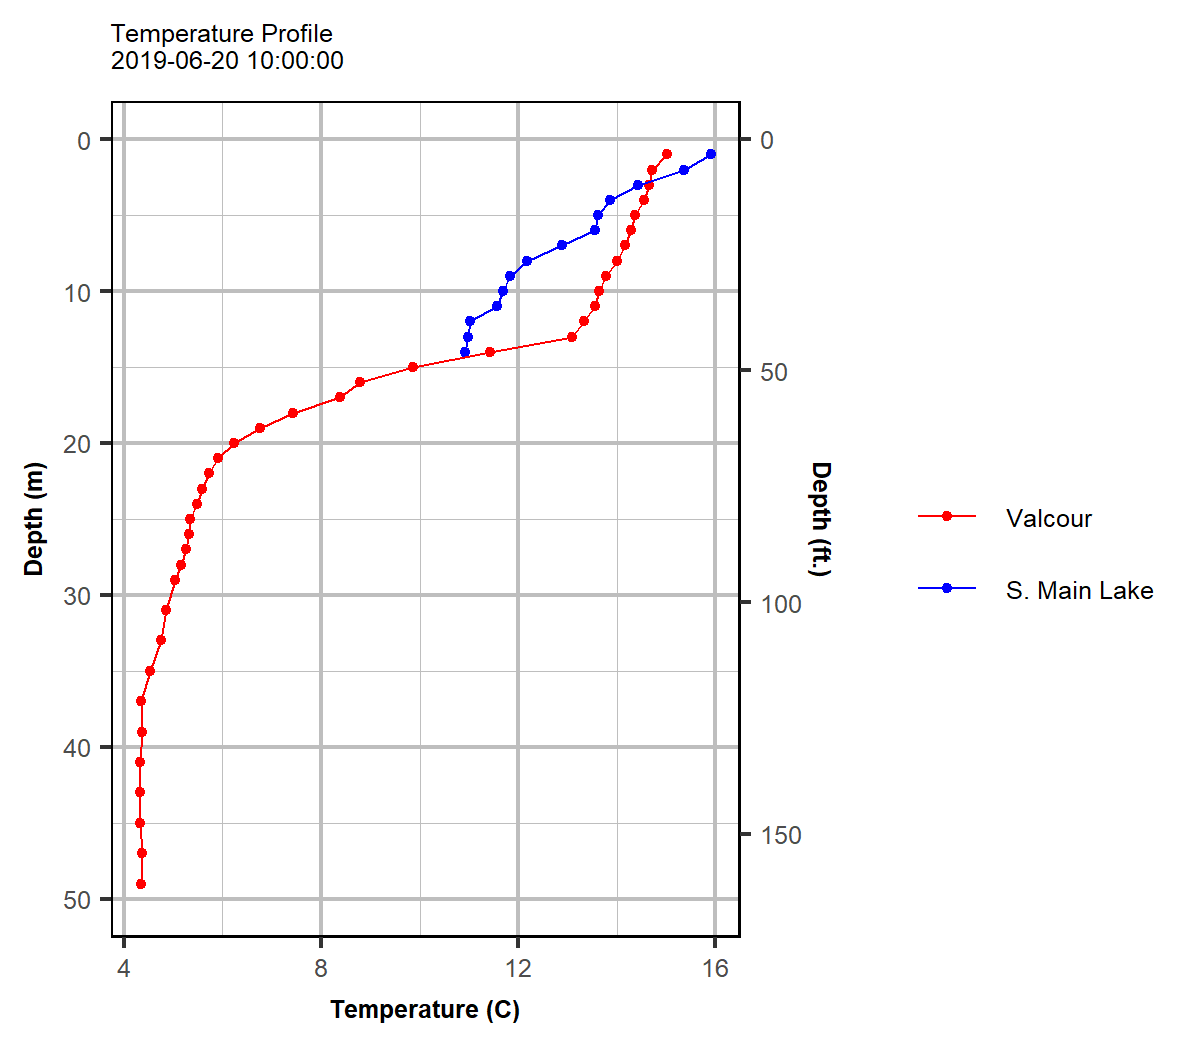 Temperature Profile
2019-06-20 10:00:00
0
10
20
30
40
50
Depth (m)
0
50
100
150
Depth (ft.)
4 8 12 16
Temperature (C)
Valcour
S. Main Lake